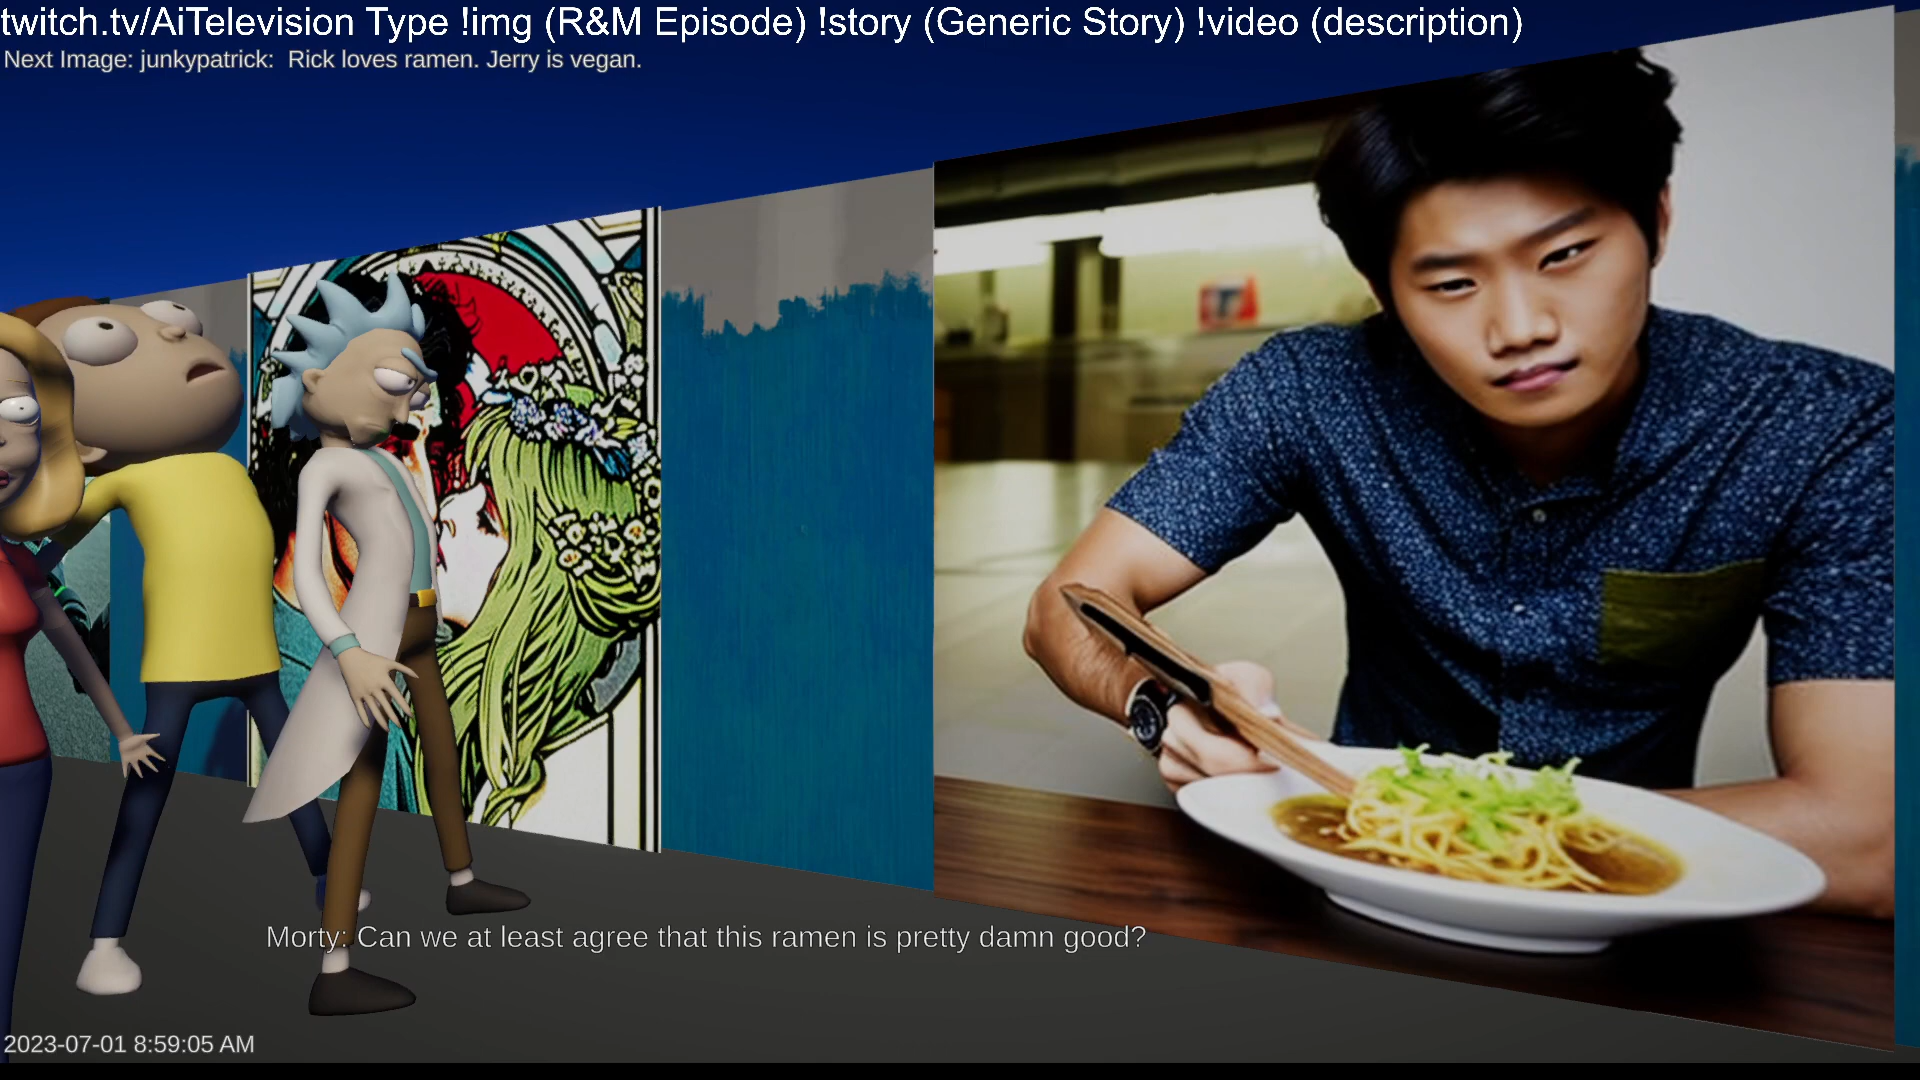 twitch.tv/AiTelevision Type !img (R&M Episode) !story (Generic Story) !video (description)
Next Image: junkypatrick:  Rick loves ramen. Jerry is vegan.
Morty: Can we at least agree that this ramen is pretty damn good?
2023-07-01 8:59:05 AM